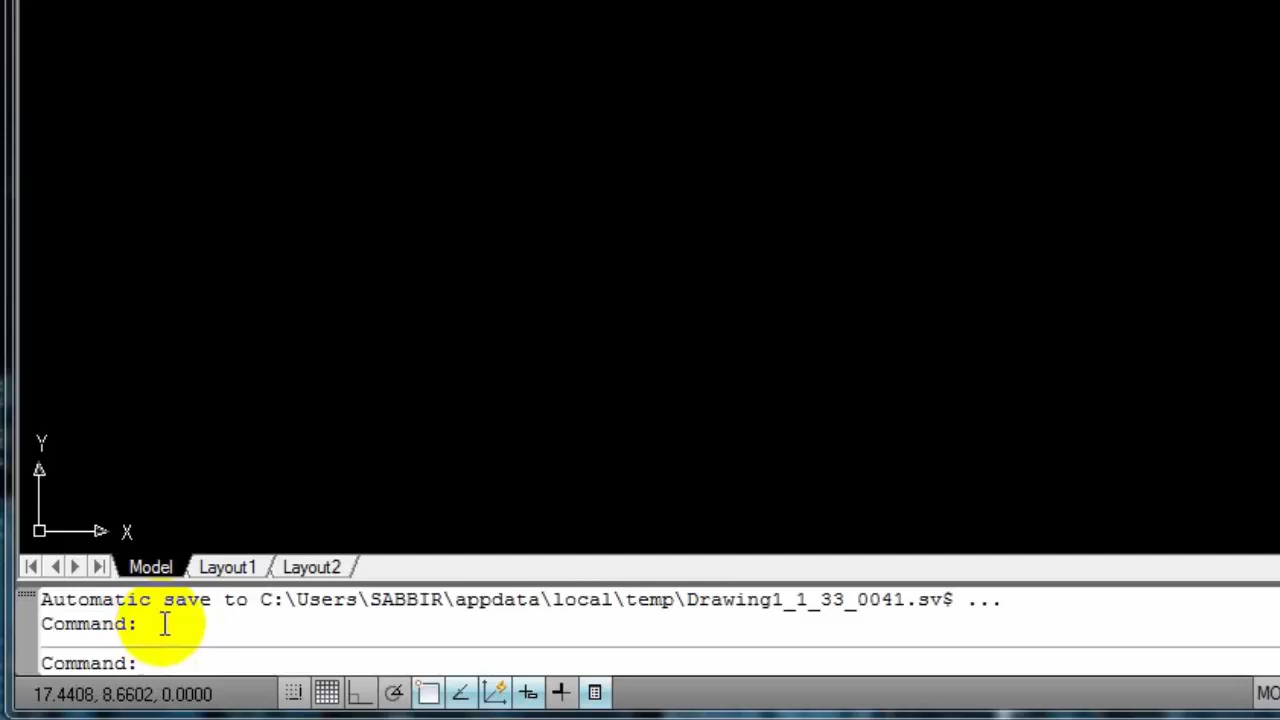 Y
X
Model Layout1 Layout2
Automatic save to C:\Users\SABBIR\appdata\local\temp\Drawing1_1_33_0041.sv$ ...
Command:
Command:
17.4408, 8.6602, 0.0000 MO